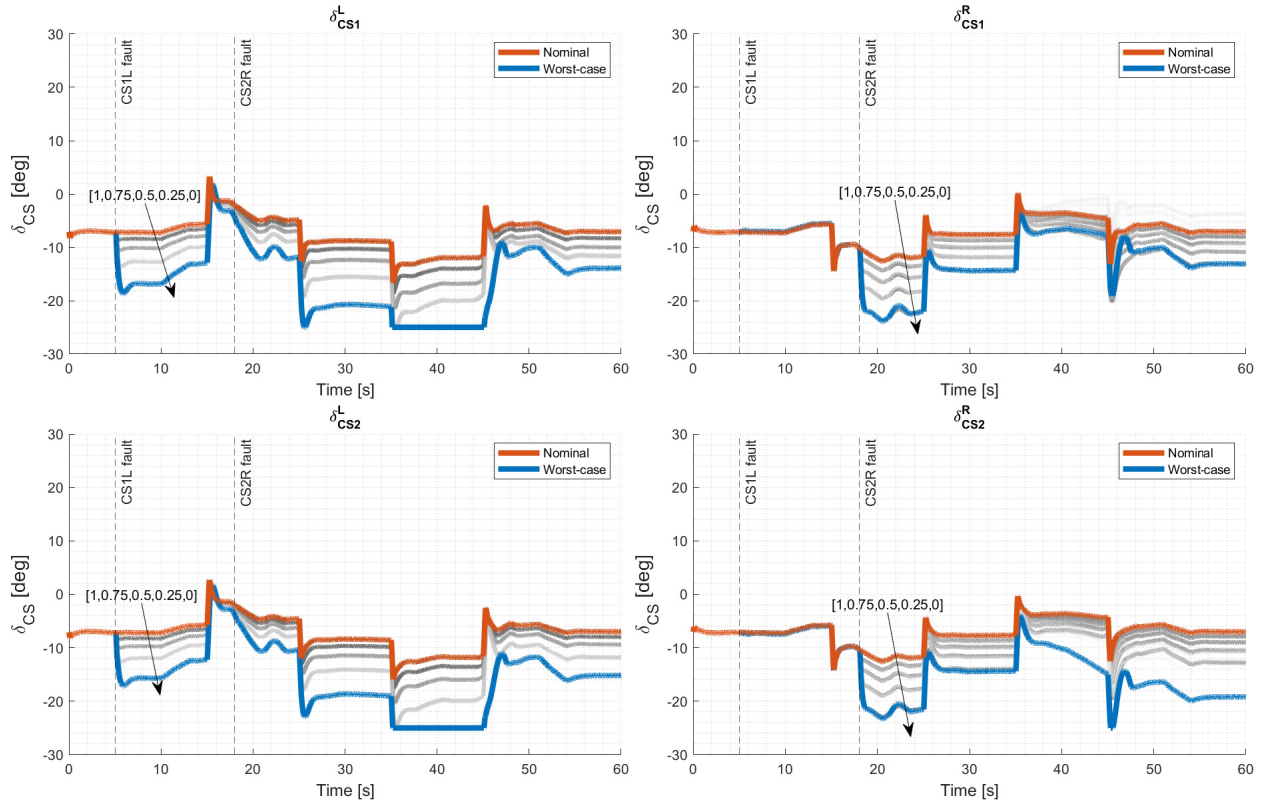 δ^L_CS1
30
20
10
0
-10
-20
-30
δ_CS [deg]
CS1L fault
CS2R fault
Nominal
Worst-case
[1,0.75,0.5,0.25,0]
0 10 20 30 40 50 60
Time [s]
δ^R_CS1
30
20
10
0
-10
-20
-30
δ_CS [deg]
CS1L fault
CS2R fault
Nominal
Worst-case
[1,0.75,0.5,0.25,0]
0 10 20 30 40 50 60
Time [s]
δ^L_CS2
30
20
10
0
-10
-20
-30
δ_CS [deg]
CS1L fault
CS2R fault
Nominal
Worst-case
[1,0.75,0.5,0.25,0]
0 10 20 30 40 50 60
Time [s]
δ^R_CS2
30
20
10
0
-10
-20
-30
δ_CS [deg]
CS1L fault
CS2R fault
Nominal
Worst-case
[1,0.75,0.5,0.25,0]
0 10 20 30 40 50 60
Time [s]